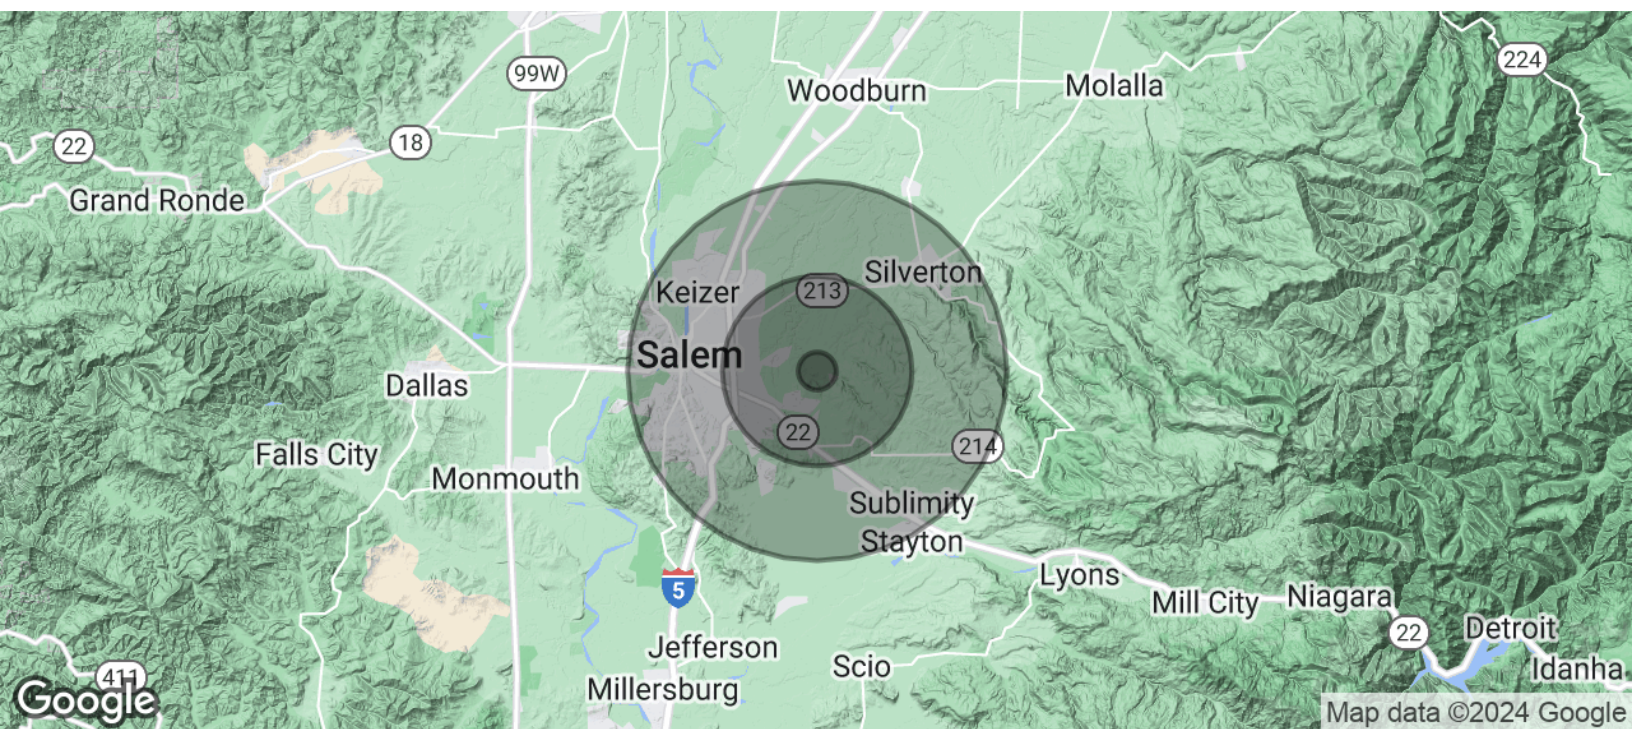 224
99W
Woodburn
Molalla
18
22
Grand Ronde
Silverton
Keizer
213
Salem
Dallas
22
214
Falls City
Monmouth
Sublimity
Stayton
Lyons
5
Mill City
Niagara
22
Detroit
Jefferson
Scio
Idanha
411
Millersburg
Google
Map data ©2024 Google